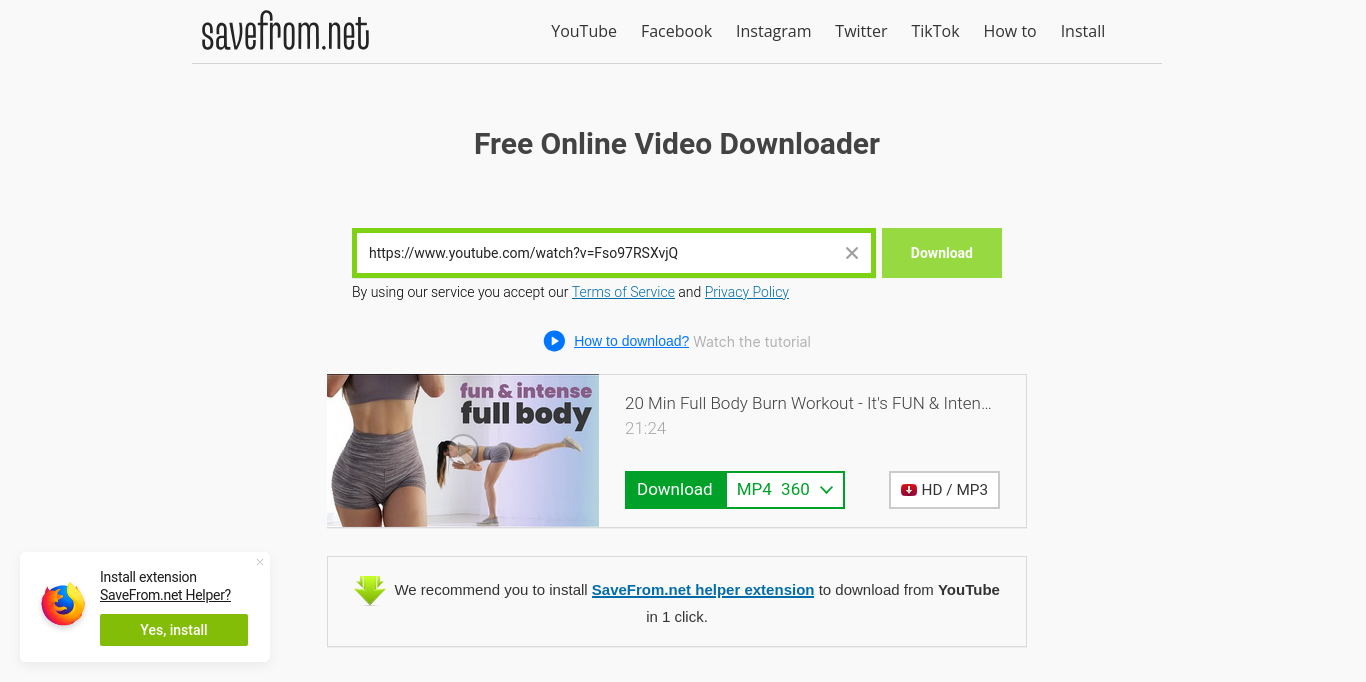 savefrom.net
YouTube Facebook Instagram Twitter TikTok How to Install
Free Online Video Downloader
https://www.youtube.com/watch?v=Fso97RSXvjQ
Download
By using our service you accept our Terms of Service and Privacy Policy
How to download? Watch the tutorial
fun & intense
full body
20 Min Full Body Burn Workout - It's FUN & Inten...
21:24
Download MP4 360
HD / MP3
We recommend you to install SaveFrom.net helper extension to download from YouTube
in 1 click.
Install extension
SaveFrom.net Helper?
Yes, install